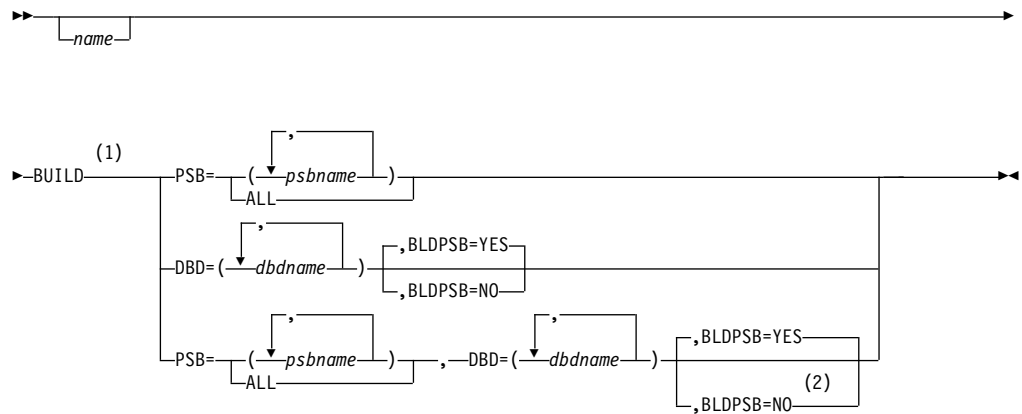 name
,
(1)
BUILD PSB= ( psbname )
ALL
,
DBD=( dbdname ) ,BLDPSB=YES
,BLDPSB=NO
, ,
PSB= ( psbname ) , DBD=( dbdname ) ,BLDPSB=YES
ALL (2)
,BLDPSB=NO